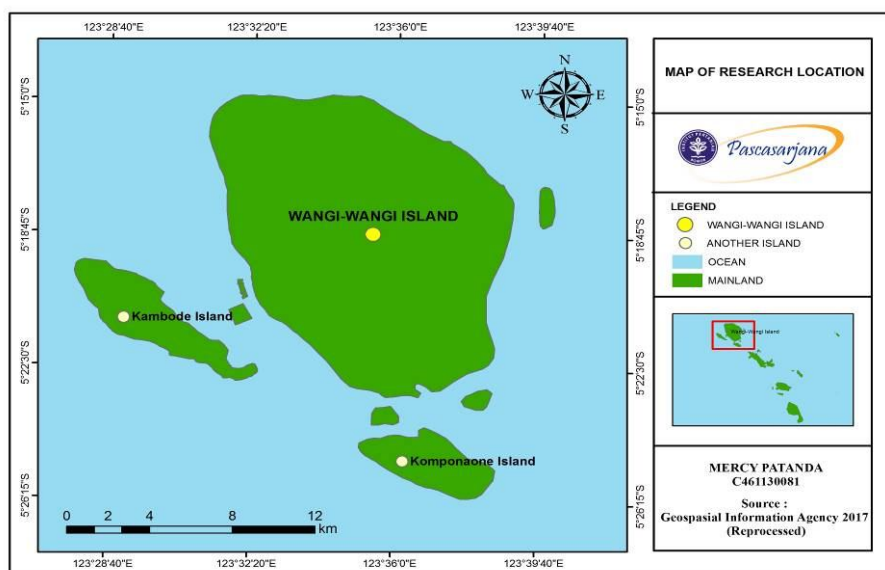 123°28'40"E 123°32'20"E 123°36'0"E 123°39'40"E
5°15'0"S
5°18'45"S
5°22'30"S
5°26'15"S
N
W E
S
WANGI-WANGI ISLAND
Kambode Island
Komponaone Island
0 2 4 8 12
km
5°15'0"S
5°18'45"S
5°22'30"S
5°26'15"S
123°28'40"E 123°32'20"E 123°36'0"E 123°39'40"E
MAP OF RESEARCH LOCATION
Pascasarjana
LEGEND
WANGI-WANGI ISLAND
ANOTHER ISLAND
OCEAN
MAINLAND
Wangi-Wangi Island
MERCY PATANDA
C461130081
Source :
Geospasial Information Agency 2017
(Reprocessed)